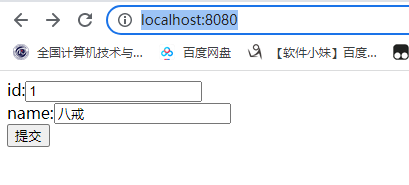 localhost:8080
全国计算机技术与... 百度网盘 【软件小妹】百度...
id:1
name:八戒
提交